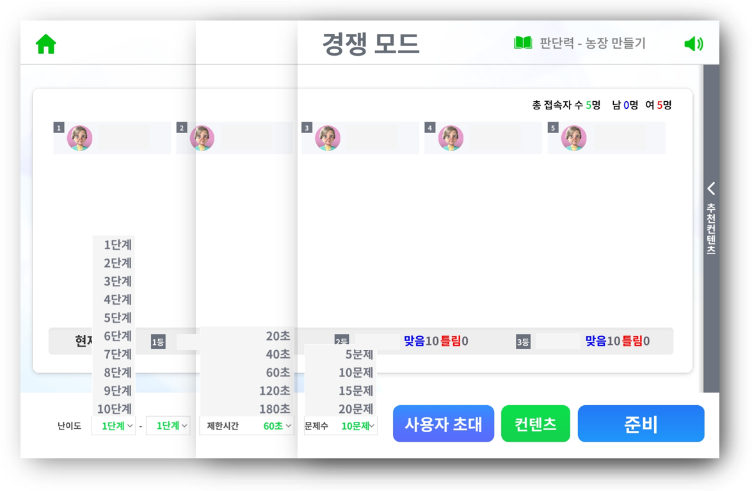 경쟁 모드
판단력 - 농장 만들기
총 접속자 수 5명 남 0명 여 5명
1
2
3
4
5
추천컨텐츠
1단계
2단계
3단계
4단계
5단계
6단계
7단계
8단계
9단계
10단계
20초
40초
60초
120초
180초
5문제
10문제
15문제
20문제
1등
2등
맞음10 틀림0
3등
맞음10 틀림0
난이도 1단계 - 1단계 제한시간 60초 문제수 10문제
사용자 초대
컨텐츠
준비